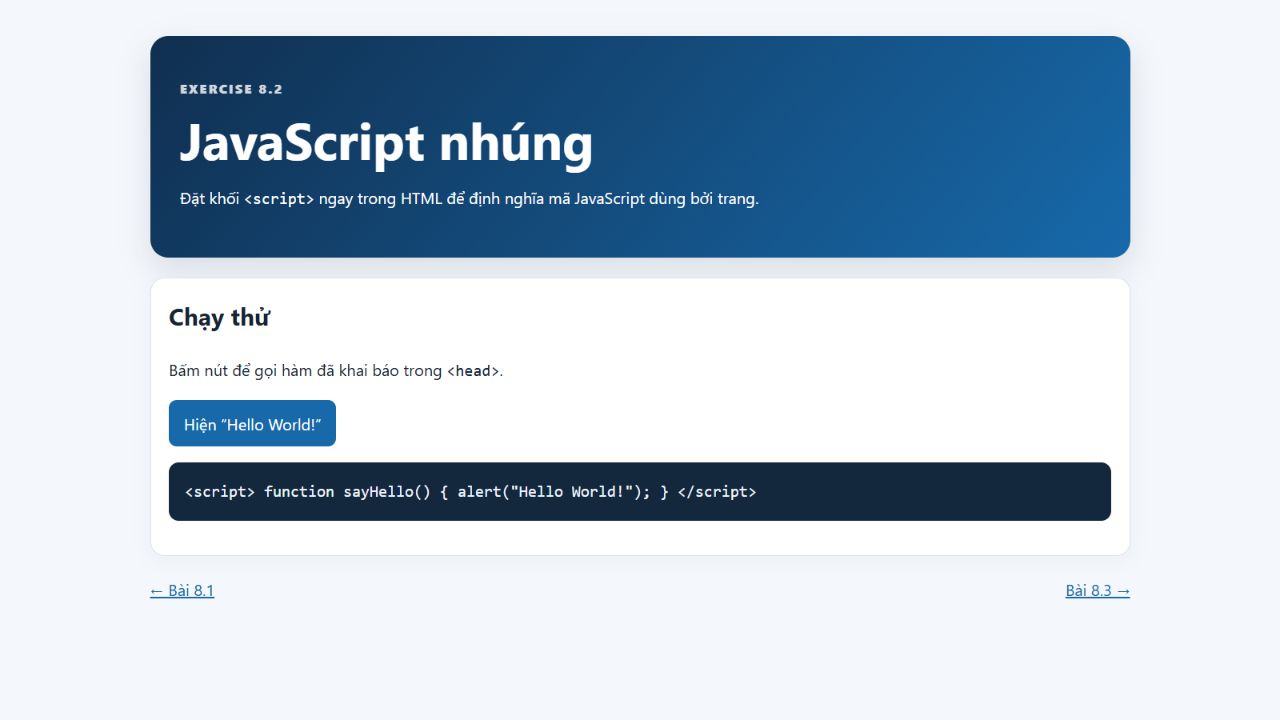 EXERCISE 8.2
JavaScript nhúng
Đặt khối <script> ngay trong HTML để định nghĩa mã JavaScript dùng bởi trang.
Chạy thử
Bấm nút để gọi hàm đã khai báo trong <head>.
Hiện “Hello World!”
<script> function sayHello() { alert("Hello World!"); } </script>
← Bài 8.1
Bài 8.3 →